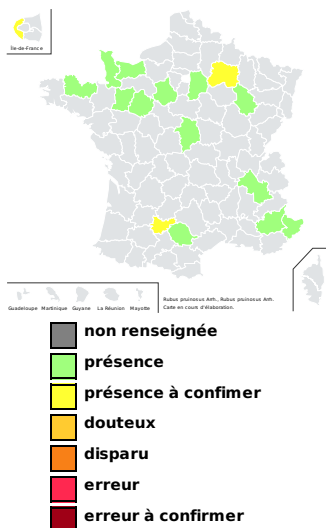 Île-de-France
Guadeloupe Martinique Guyane La Réunion Mayotte
Rubus pruinosus Arrh., Rubus pruinosus Arrh.
Carte en cours d'élaboration.
non renseignée
présence
présence à confimer
douteux
disparu
erreur
erreur à confirmer